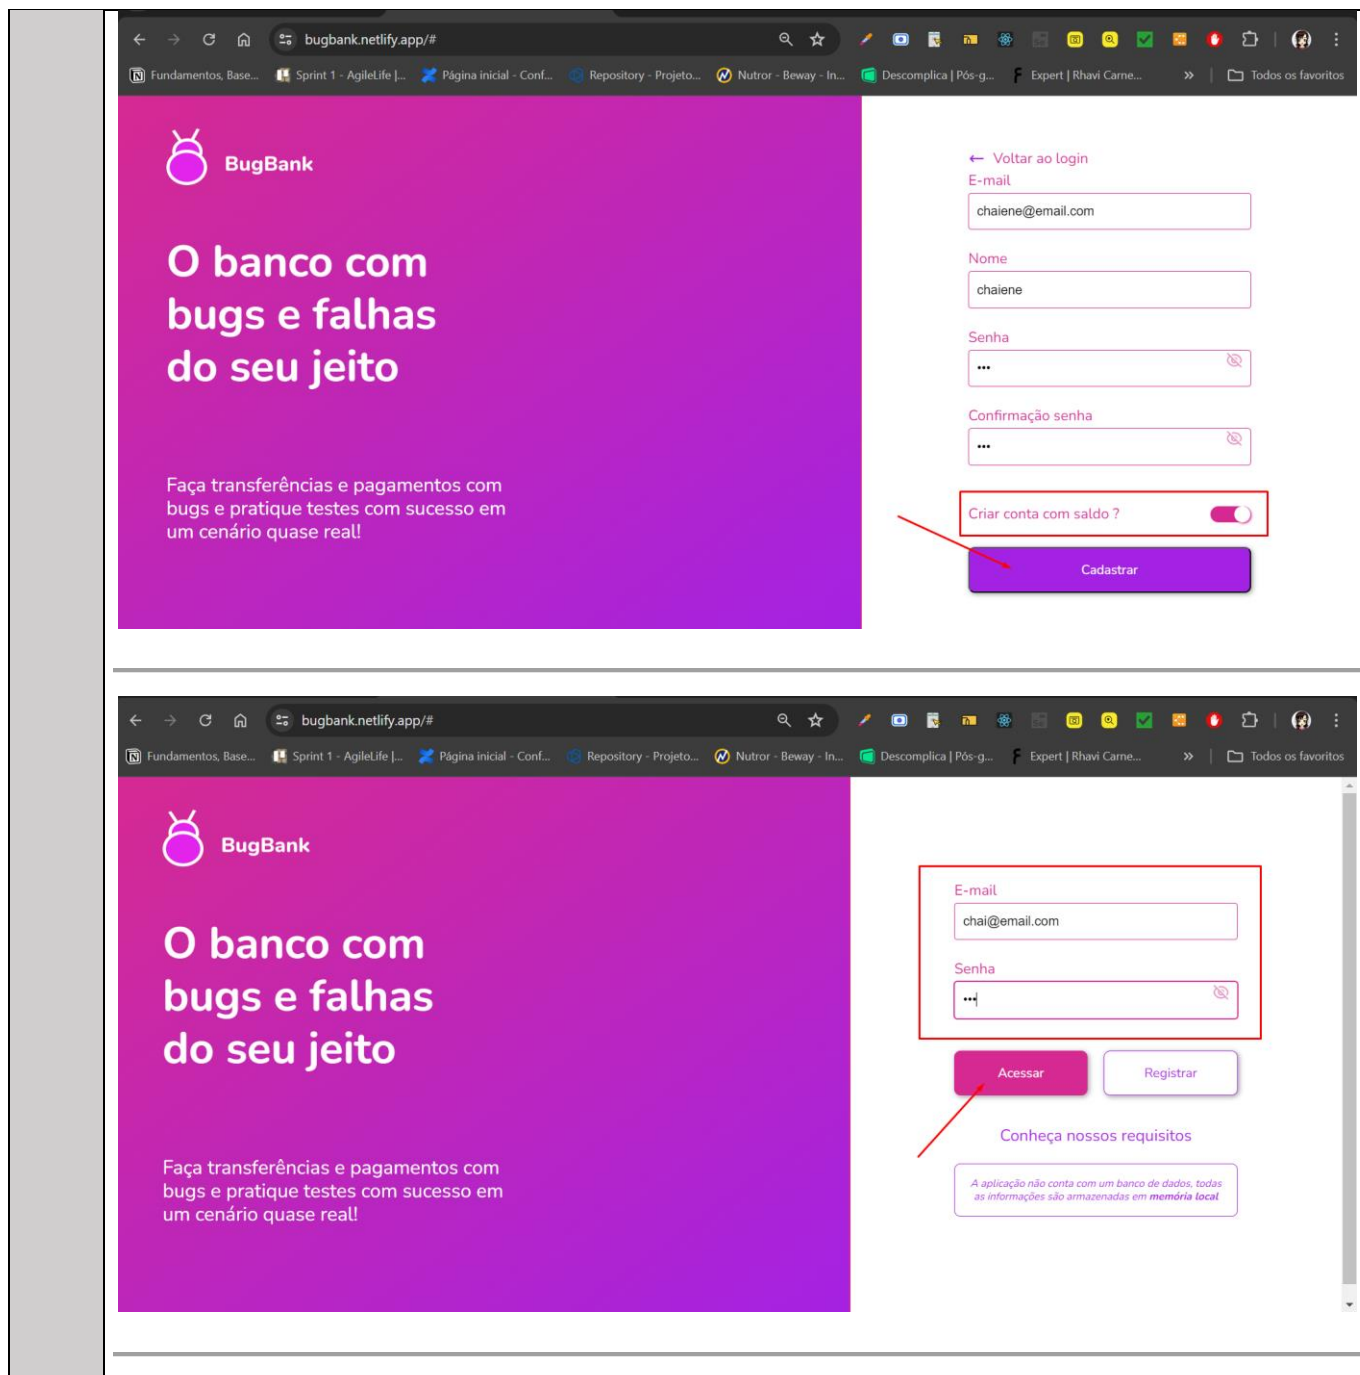 bugbank.netlify.app/#
Fundamentos, Base...
Sprint 1 - AgileLife |...
Página inicial - Conf...
Repository - Projeto...
Nutror - Beway - In...
Descomplica | Pós-g...
Expert | Rhavi Carne...
»
Todos os favoritos
BugBank
O banco com
bugs e falhas
do seu jeito
Faça transferências e pagamentos com
bugs e pratique testes com sucesso em
um cenário quase real!
← Voltar ao login
E-mail
chaiene@email.com
Nome
chaiene
Senha
•••
Confirmação senha
•••
Criar conta com saldo ?
Cadastrar
bugbank.netlify.app/#
Fundamentos, Base...
Sprint 1 - AgileLife |...
Página inicial - Conf...
Repository - Projeto...
Nutror - Beway - In...
Descomplica | Pós-g...
Expert | Rhavi Carne...
»
Todos os favoritos
BugBank
O banco com
bugs e falhas
do seu jeito
Faça transferências e pagamentos com
bugs e pratique testes com sucesso em
um cenário quase real!
E-mail
chai@email.com
Senha
•••
Acessar
Registrar
Conheça nossos requisitos
A aplicação não conta com um banco de dados, todas
as informações são armazenadas em memória local